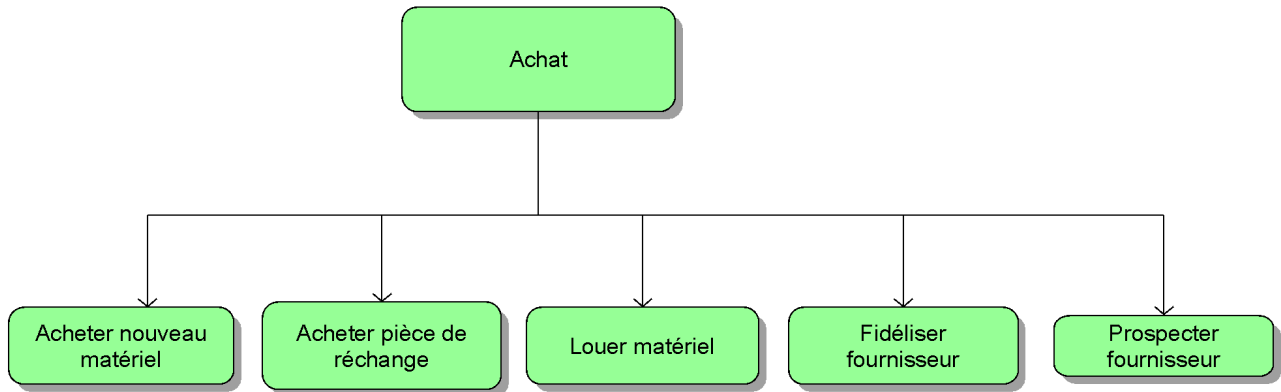 Achat
Acheter nouveau
matériel
Acheter pièce de
réchange
Louer matériel
Fidéliser
fournisseur
Prospecter
fournisseur